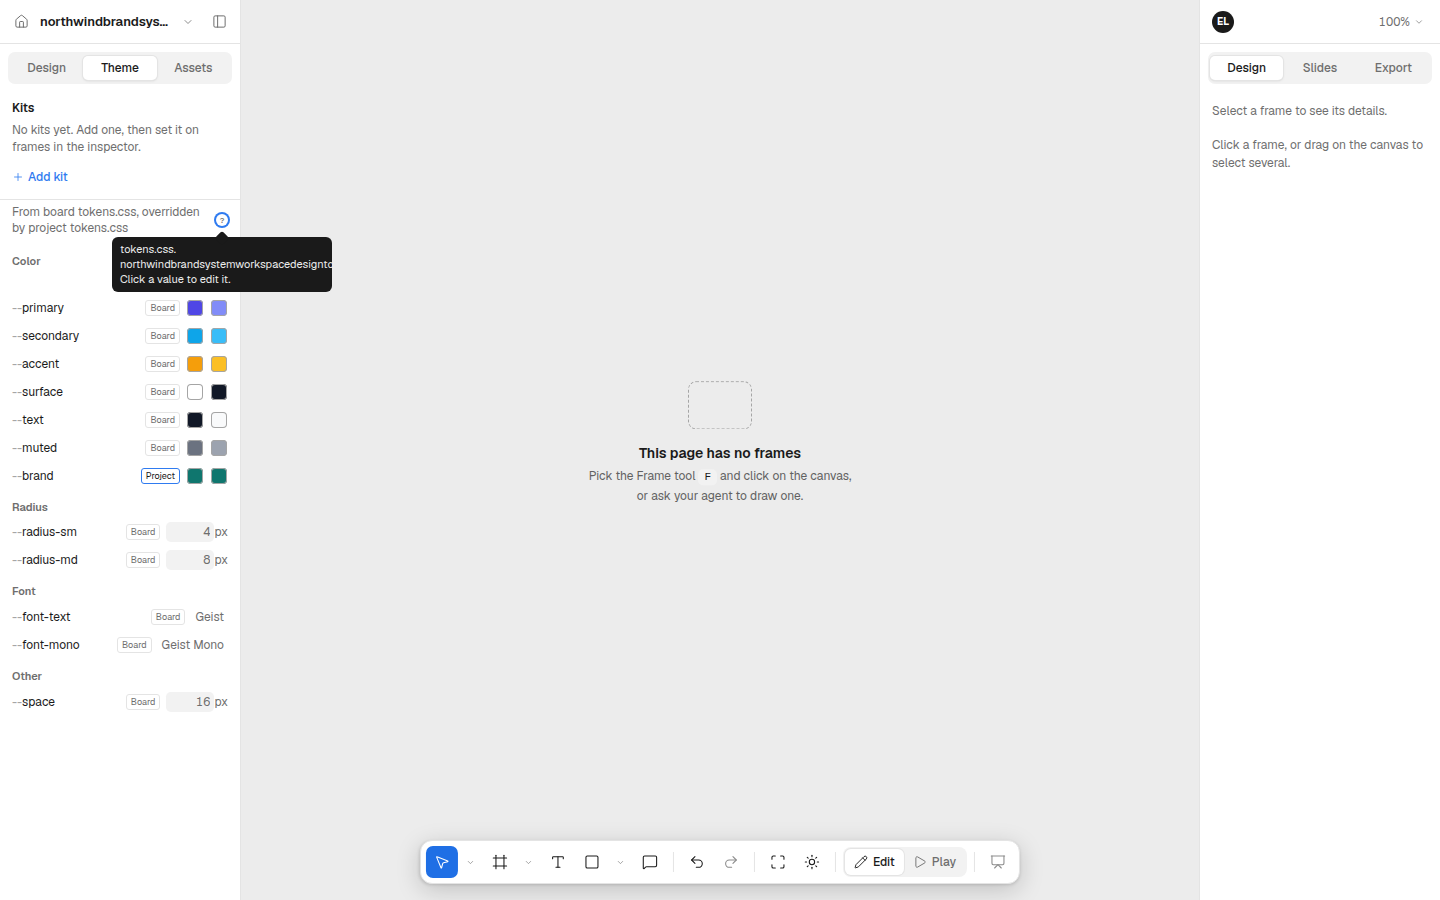 northwindbrandsys...
EL
100%
Design
Theme
Assets
Design
Slides
Export
Kits
No kits yet. Add one, then set it on
frames in the inspector.
+ Add kit
Select a frame to see its details.
Click a frame, or drag on the canvas to
select several.
From board tokens.css, overridden
by project tokens.css
?
tokens.css.
Click a value to edit it.
Color
--primary Board
--secondary Board
--accent Board
--surface Board
--text Board
--muted Board
--brand Project
Radius
--radius-sm Board 4 px
--radius-md Board 8 px
Font
--font-text Board Geist
--font-mono Board Geist Mono
Other
--space Board 16 px
This page has no frames
Pick the Frame tool F and click on the canvas,
or ask your agent to draw one.
Edit
Play